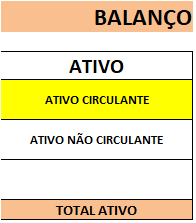 BALANÇO
ATIVO
ATIVO CIRCULANTE
ATIVO NÃO CIRCULANTE
TOTAL ATIVO